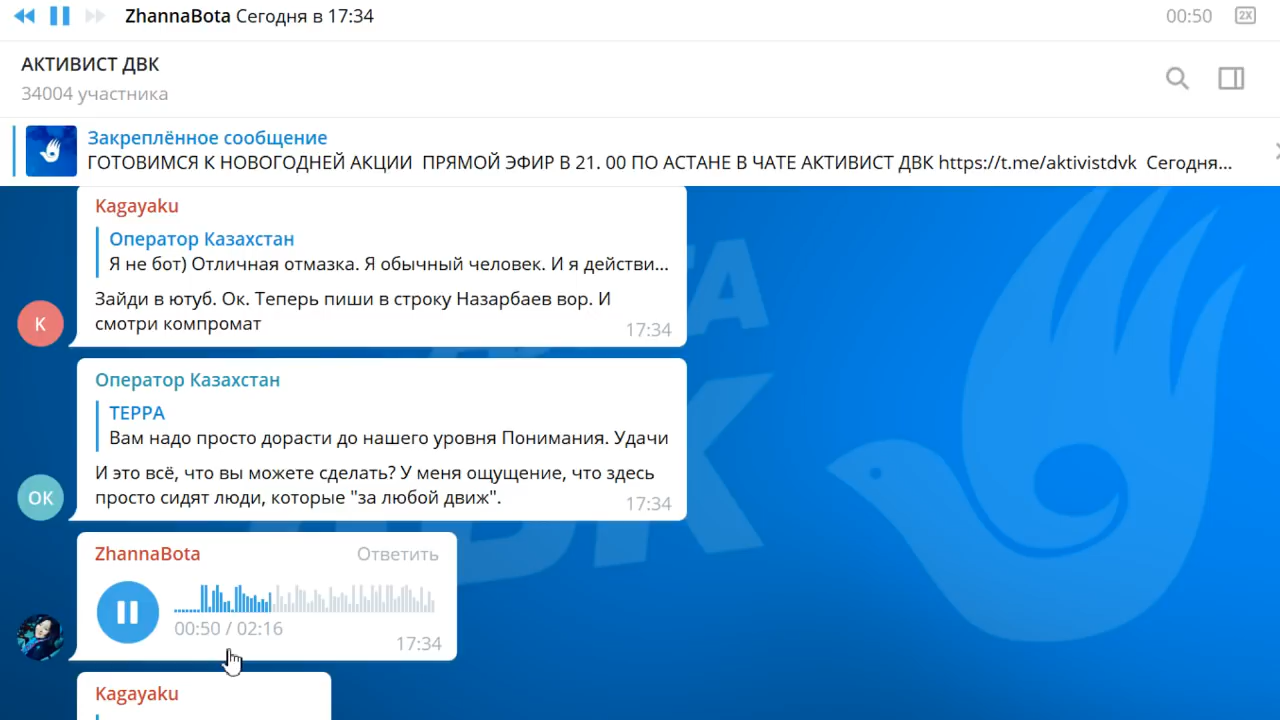 ZhannaBota Сегодня в 17:34
00:50
2X
АКТИВИСТ ДВК
34004 участника
Закреплённое сообщение
ГОТОВИМСЯ К НОВОГОДНЕЙ АКЦИИ ПРЯМОЙ ЭФИР В 21. 00 ПО АСТАНЕ В ЧАТЕ АКТИВИСТ ДВК https://t.me/aktivistdvk Сегодня...
Kagayaku
Оператор Казахстан
Я не бот) Отличная отмазка. Я обычный человек. И я действи...
Зайди в ютуб. Ок. Теперь пиши в строку Назарбаев вор. И
смотри компромат
17:34
K
Оператор Казахстан
ТЕРРА
Вам надо просто дорасти до нашего уровня Понимания. Удачи
И это всё, что вы можете сделать? У меня ощущение, что здесь
просто сидят люди, которые "за любой движ".
17:34
ОК
ZhannaBota
Ответить
00:50 / 02:16
17:34
Kagayaku